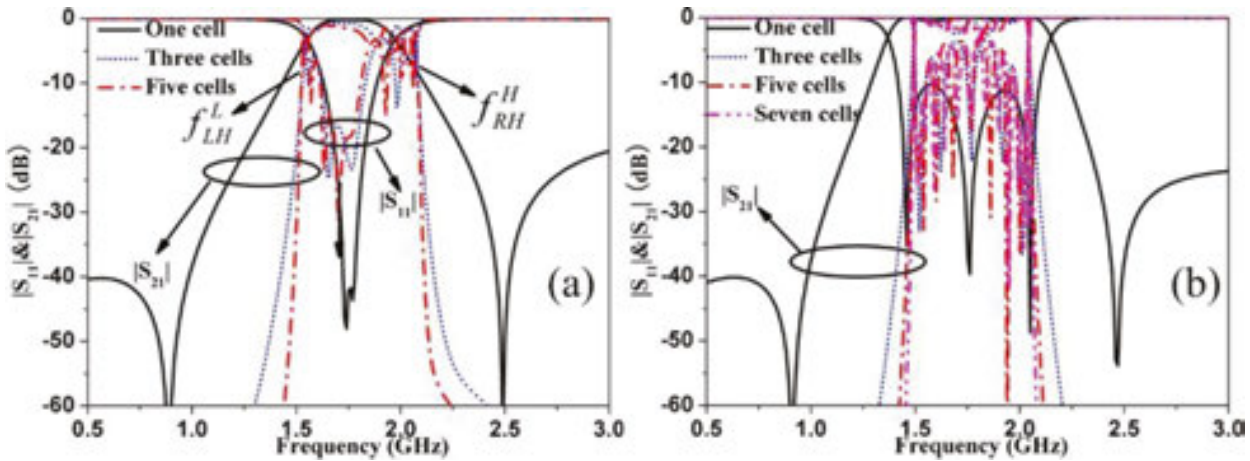 0
-10
-20
-30
-40
-50
-60
|S11|&|S21| (dB)
One cell
Three cells
Five cells
f^L_LH
f^H_RH
|S11|
|S21|
(a)
0.5 1.0 1.5 2.0 2.5 3.0
Frequency (GHz)
0
-10
-20
-30
-40
-50
-60
|S11|&|S21| (dB)
One cell
Three cells
Five cells
Seven cells
|S21|
(b)
0.5 1.0 1.5 2.0 2.5 3.0
Frequency (GHz)